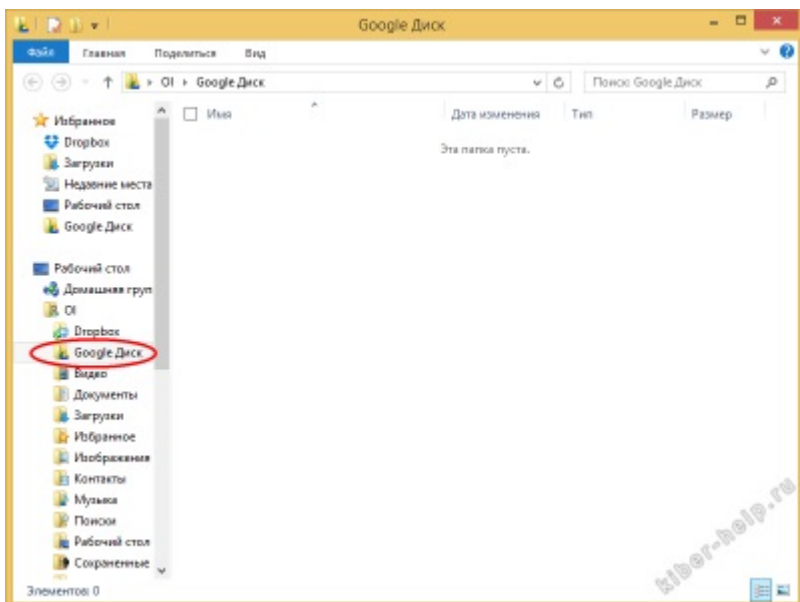 Google Диск
Файл Главная Поделиться Вид
OI Google Диск Поиск: Google Диск
Имя Дата изменения Тип Размер
Эта папка пуста.
Избранное
Dropbox
Загрузки
Недавние места
Рабочий стол
Google Диск
Рабочий стол
Домашняя груп
OI
Dropbox
Google Диск
Видео
Документы
Загрузки
Избранное
Изображения
Контакты
Музыка
Поиски
Рабочий стол
Сохраненные
Элементов: 0
kiber-help.ru